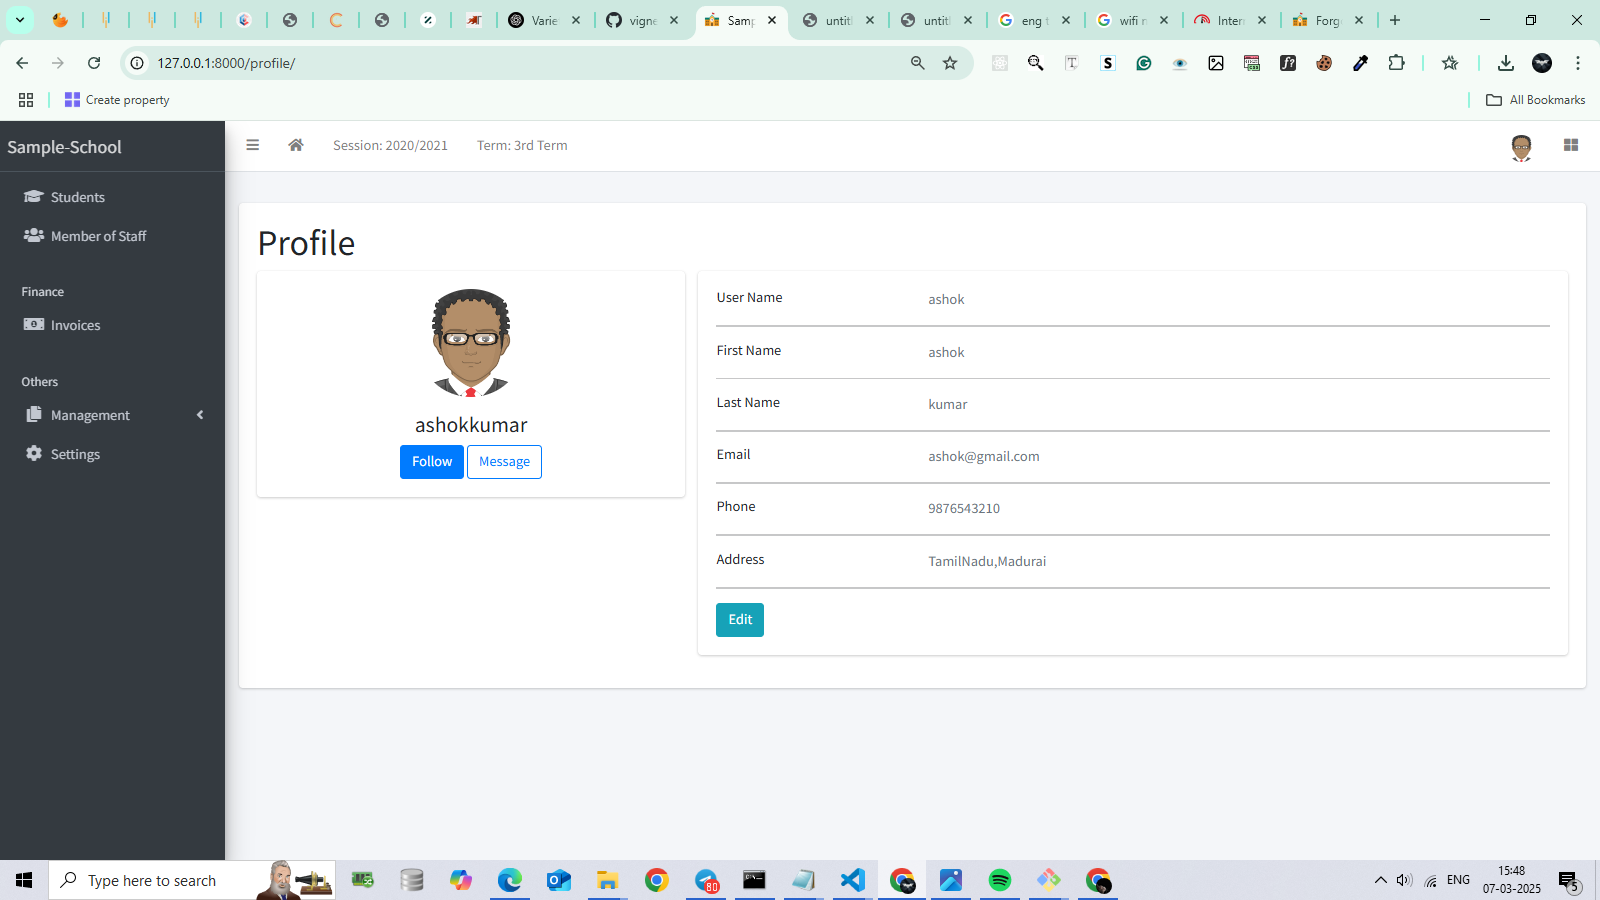 Varie
vigne
Samp
untitl
untitl
eng t
wifi n
Inter
Forg
127.0.0.1:8000/profile/
Create property
All Bookmarks
Sample-School
Session: 2020/2021
Term: 3rd Term
Students
Member of Staff
Finance
Invoices
Others
Management
Settings
Profile
ashokkumar
Follow
Message
User Name
ashok
First Name
ashok
Last Name
kumar
Email
ashok@gmail.com
Phone
9876543210
Address
TamilNadu,Madurai
Edit
Type here to search
80
ENG
15:48
07-03-2025
5